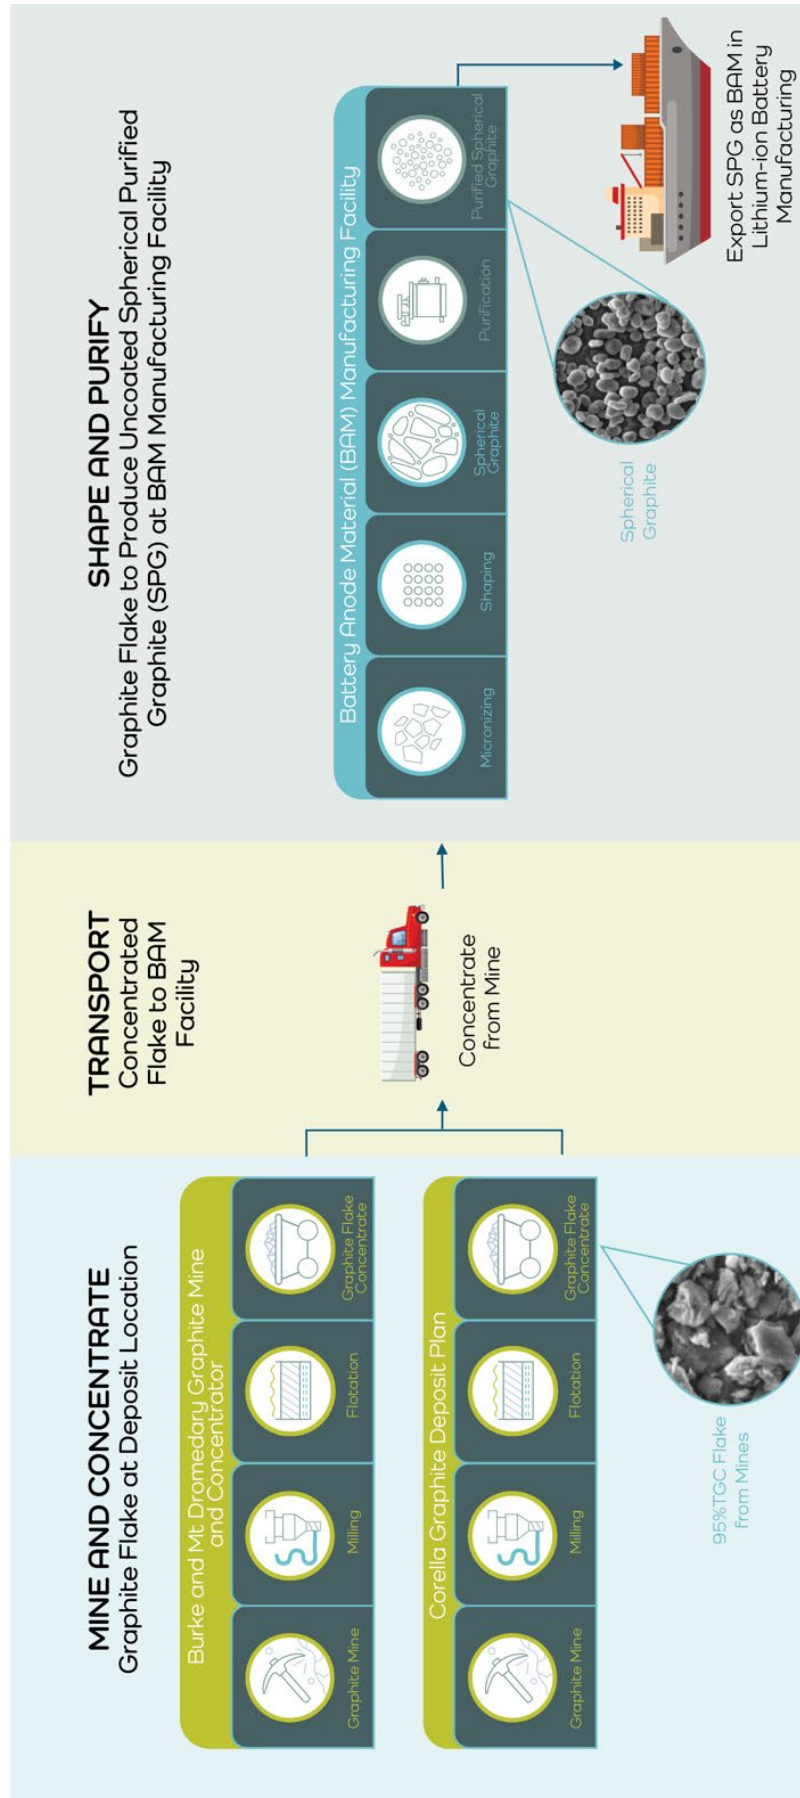 MINE AND CONCENTRATE
Graphite Flake at Deposit Location
Burke and Mt Dromedary Graphite Mine
and Concentrator
Graphite Mine
Milling
Flotation
Graphite Flake
Concentrate
Corella Graphite Deposit Plan
Graphite Mine
Milling
Flotation
Graphite Flake
Concentrate
95%TGC Flake
from Mines
TRANSPORT
Concentrated
Flake to BAM
Facility
Concentrate
from Mine
SHAPE AND PURIFY
Graphite Flake to Produce Uncoated Spherical Purified
Graphite (SPG) at BAM Manufacturing Facility
Battery Anode Material (BAM) Manufacturing Facility
Micronizing
Shaping
Spherical
Graphite
Purification
Purified Spherical
Graphite
Spherical
Graphite
Export SPG as BAM in
Lithium-ion Battery
Manufacturing